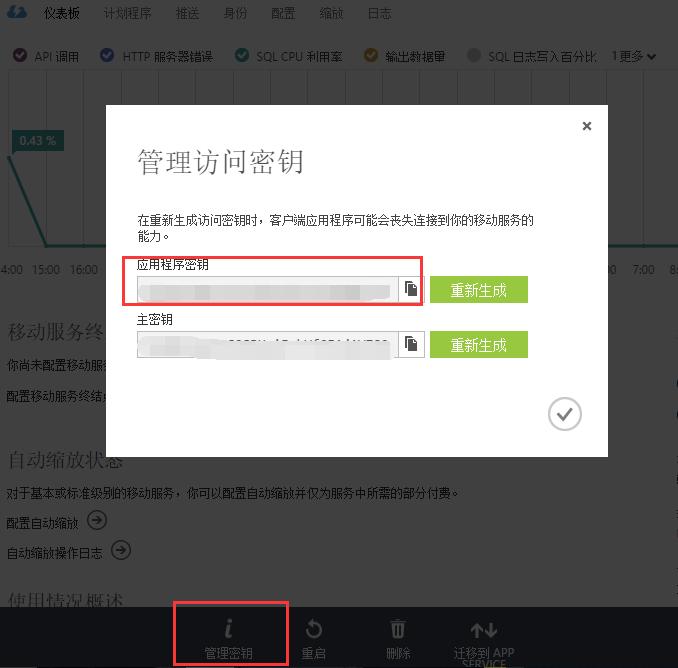 仪表板 计划程序 推送 身份 配置 缩放 日志
API 调用 HTTP 服务器错误 SQL CPU 利用率 输出数据量 SQL 日志写入百分比 1更多
0.43 %
管理访问密钥
在重新生成访问密钥时，客户端应用程序可能会丧失连接到你的移动服务的
能力。
应用程序密钥
重新生成
4:00 15:00 16:00 7:00
主密钥
重新生成
移动服务终
你尚未配置移动服
配置移动服务终结
自动缩放状态
对于基本或标准级别的移动服务，你可以配置自动缩放并仅为服务中所需的部分付费。
配置自动缩放
自动缩放操作日志
使用情况概述
管理密钥 重启 删除 迁移到 APP
SERVICE